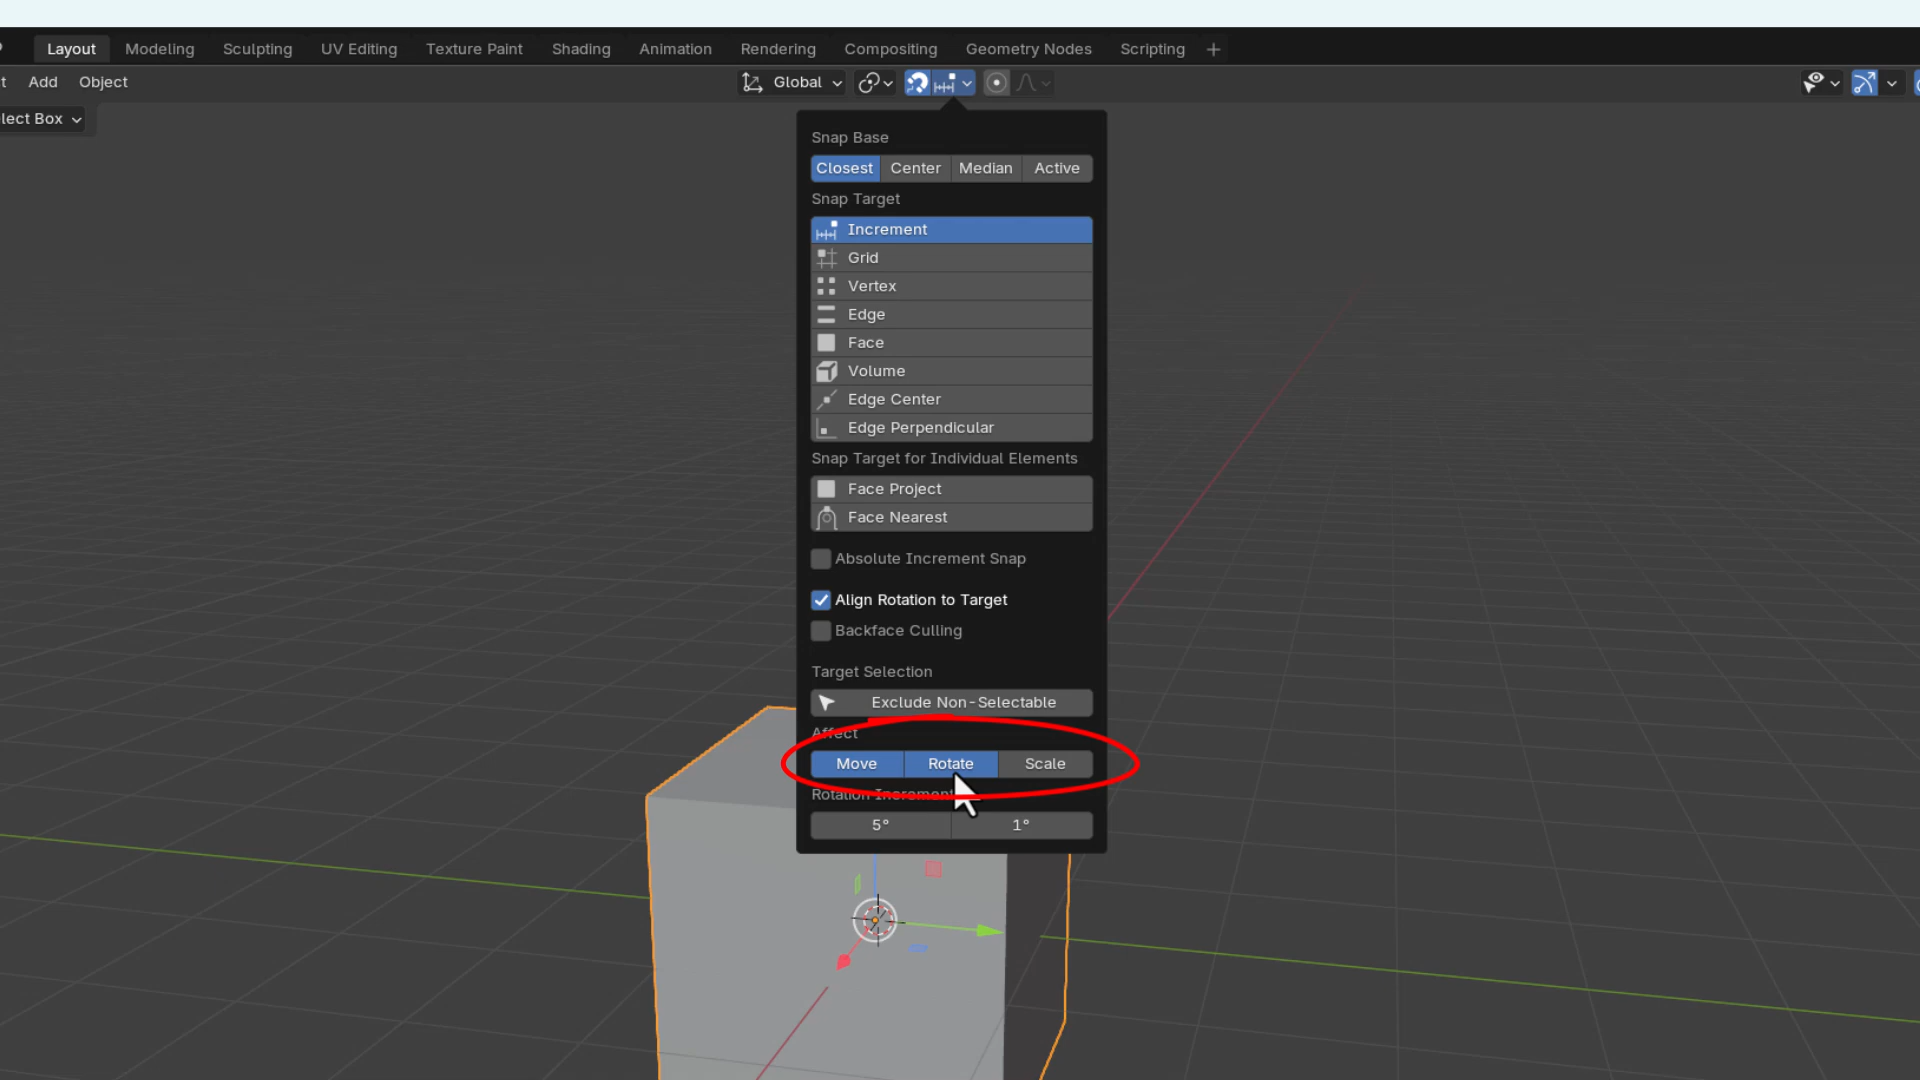 Layout Modeling Sculpting UV Editing Texture Paint Shading Animation Rendering Compositing Geometry Nodes Scripting +
t Add Object Global
lect Box
Snap Base
Closest Center Median Active
Snap Target
Increment
Grid
Vertex
Edge
Face
Volume
Edge Center
Edge Perpendicular
Snap Target for Individual Elements
Face Project
Face Nearest
Absolute Increment Snap
Align Rotation to Target
Backface Culling
Target Selection
Exclude Non-Selectable
Affect
Move Rotate Scale
Rotation Increment
5° 1°